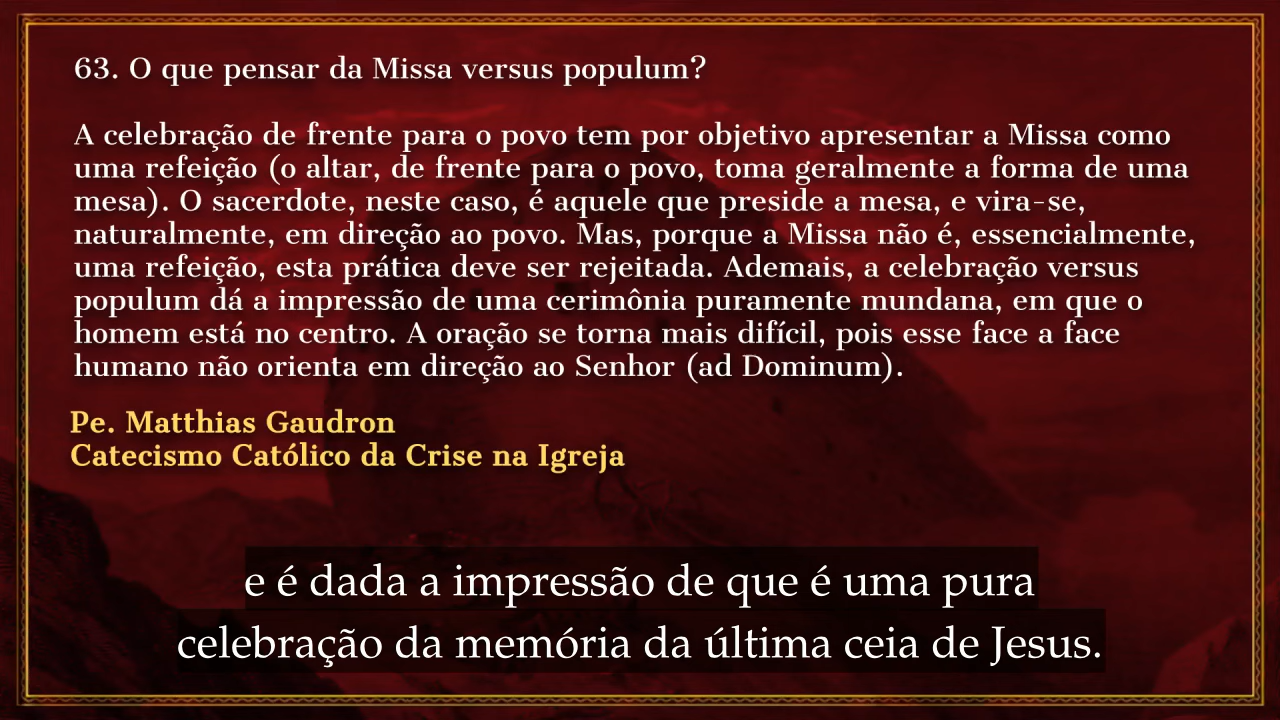 63. O que pensar da Missa versus populum?
A celebração de frente para o povo tem por objetivo apresentar a Missa como
uma refeição (o altar, de frente para o povo, toma geralmente a forma de uma
mesa). O sacerdote, neste caso, é aquele que preside a mesa, e vira-se,
naturalmente, em direção ao povo. Mas, porque a Missa não é, essencialmente,
uma refeição, esta prática deve ser rejeitada. Ademais, a celebração versus
populum dá a impressão de uma cerimônia puramente mundana, em que o
homem está no centro. A oração se torna mais difícil, pois esse face a face
humano não orienta em direção ao Senhor (ad Dominum).
Pe. Matthias Gaudron
Catecismo Católico da Crise na Igreja
e é dada a impressão de que é uma pura
celebração da memória da última ceia de Jesus.